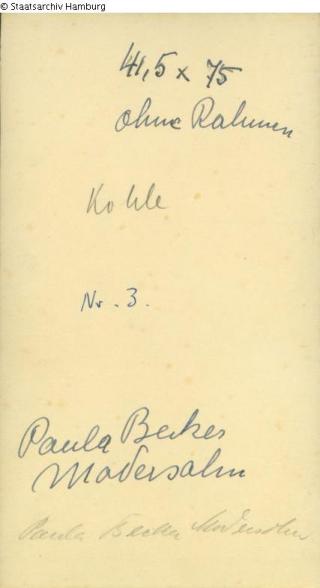 © Staatsarchiv Hamburg
41,5 x 75
ohne Rahmen
Kohle
Nr. 3.
Paula Becker
Modersohn
Paula Becker Modersohn